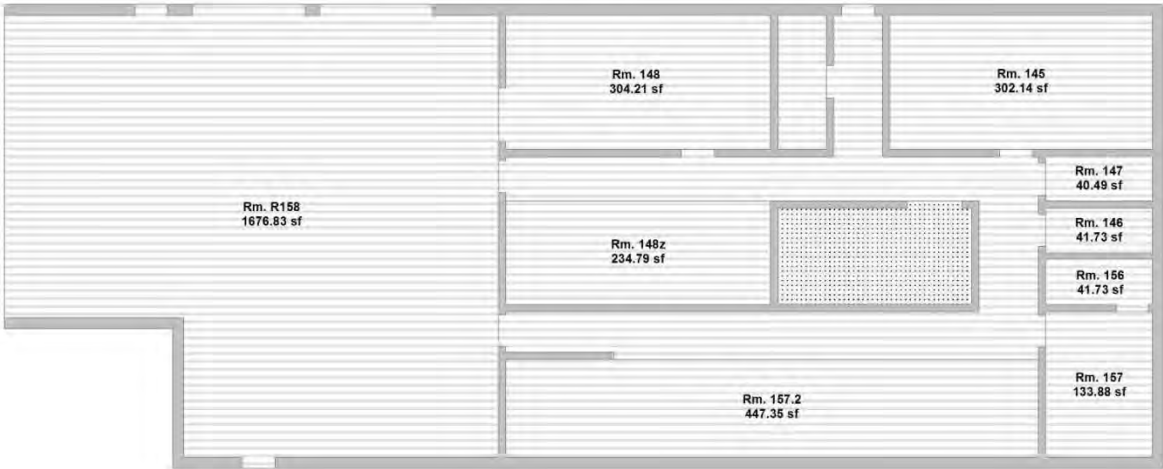 Rm. 148
304.21 sf
Rm. 145
302.14 sf
Rm. 147
40.49 sf
Rm. R158
1676.83 sf
Rm. 146
41.73 sf
Rm. 148z
234.79 sf
Rm. 156
41.73 sf
Rm. 157
133.88 sf
Rm. 157.2
447.35 sf